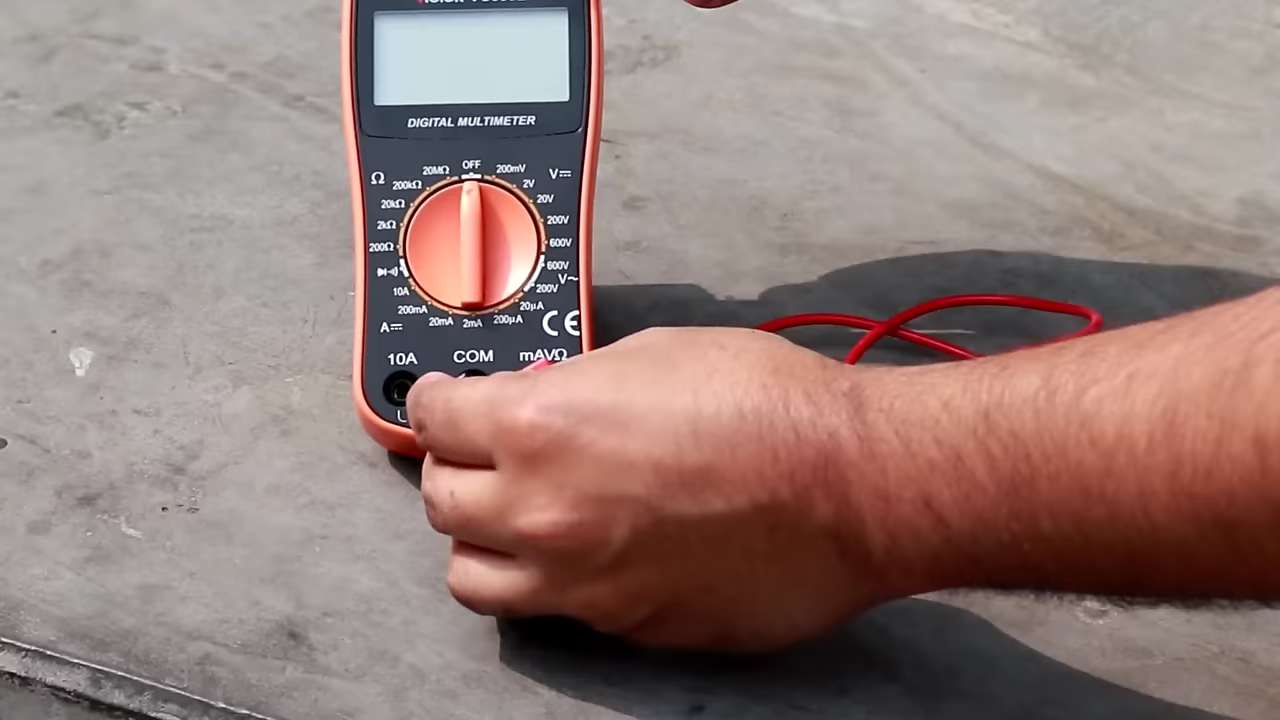 DIGITAL MULTIMETER
OFF
20MΩ
200mV
Ω
V⎓
200kΩ
2V
20kΩ
20V
2kΩ
200V
200Ω
600V
600V
V~
10A
200V
200mA
20µA
A⎓
20mA
2mA
200µA
CE
10A
COM
mAVΩ